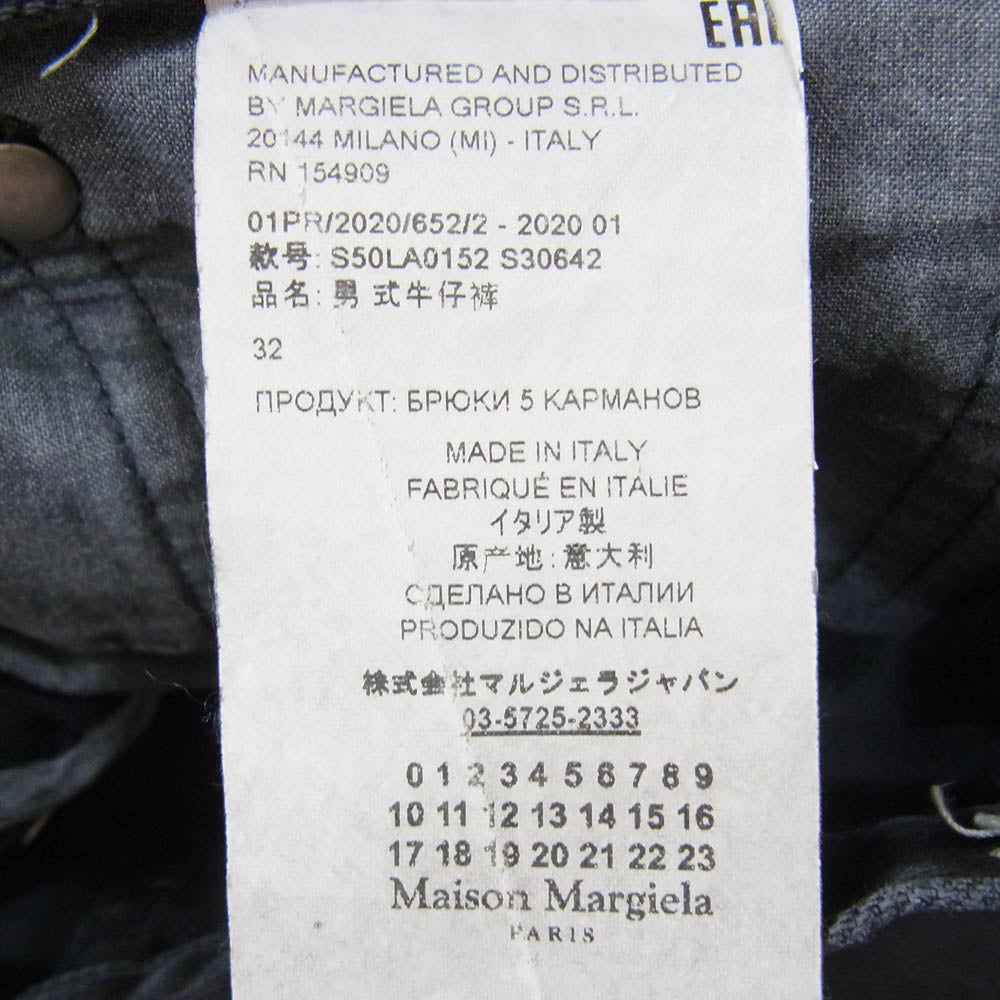 EAC
MANUFACTURED AND DISTRIBUTED
BY MARGIELA GROUP S.R.L.
20144 MILANO (MI) - ITALY
RN 154909
01PR/2020/652/2 - 2020 01
款号: S50LA0152 S30642
品名: 男 式牛仔裤
32
ПРОДУКТ: БРЮКИ 5 КАРМАНОВ
MADE IN ITALY
FABRIQUÉ EN ITALIE
イタリア製
原产地: 意大利
СДЕЛАНО В ИТАЛИИ
PRODUZIDO NA ITALIA
株式会社マルジェラジャパン
03-5725-2333
0 1 2 3 4 5 6 7 8 9
10 11 12 13 14 15 16
17 18 19 20 21 22 23
Maison Margiela
PARIS